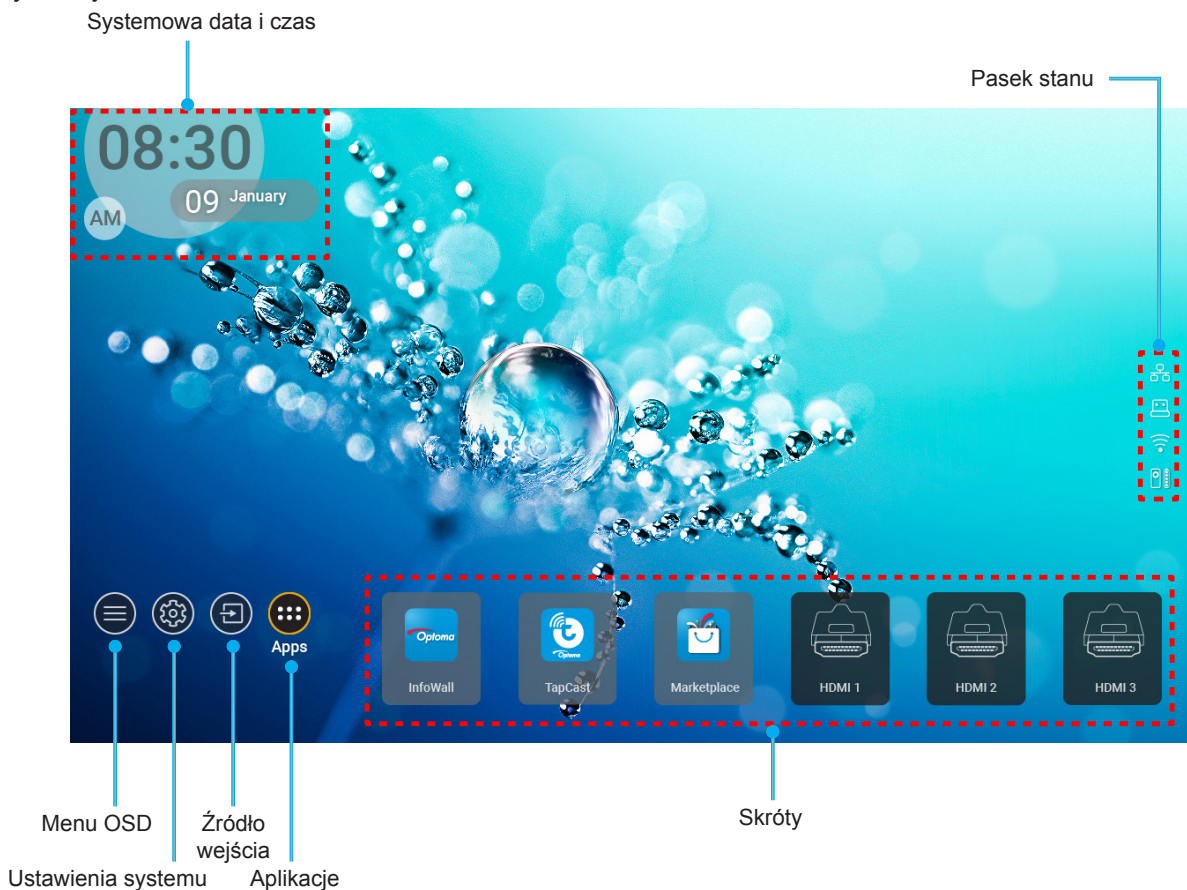 Systemowa data i czas
Pasek stanu
08:30
09 January
AM
Apps
Optoma
InfoWall
Optoma
TapCast
Marketplace
HDMI 1
HDMI 2
HDMI 3
Menu OSD
Źródło
wejścia
Skróty
Ustawienia systemu
Aplikacje